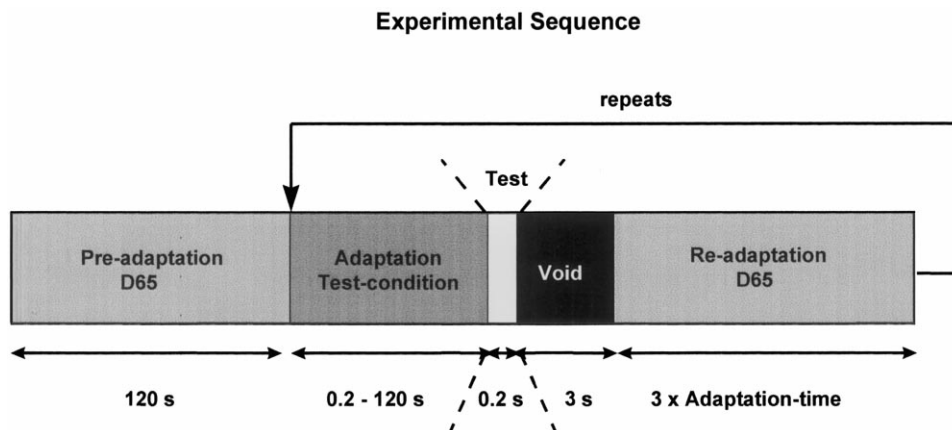 Experimental Sequence
repeats
Test
Pre-adaptation
D65
Adaptation
Test-condition
Void
Re-adaptation
D65
120 s
0.2 - 120 s
0.2 s
3 s
3 x Adaptation-time